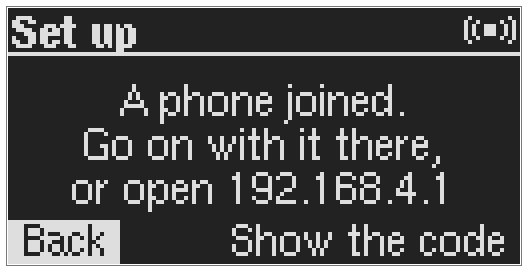 Set up
A phone joined.
Go on with it there,
or open 192.168.4.1
Back
Show the code